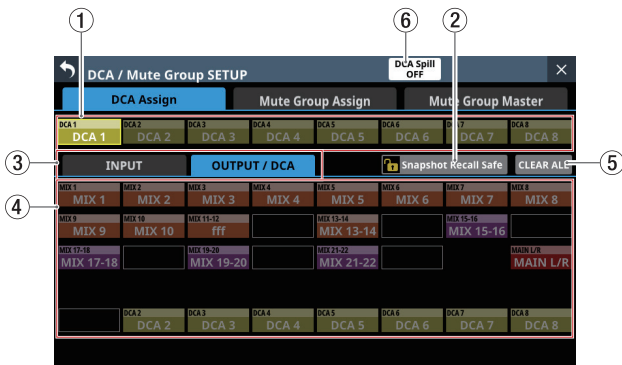 ① ⑥ ②
DCA / Mute Group SETUP DCA Spill OFF ×
DCA Assign Mute Group Assign Mute Group Master
DCA 1 DCA 2 DCA 3 DCA 4 DCA 5 DCA 6 DCA 7 DCA 8
DCA 1 DCA 2 DCA 3 DCA 4 DCA 5 DCA 6 DCA 7 DCA 8
③ INPUT OUTPUT / DCA Snapshot Recall Safe CLEAR ALL ⑤
④
MIX 1 MIX 2 MIX 3 MIX 4 MIX 5 MIX 6 MIX 7 MIX 8
MIX 1 MIX 2 MIX 3 MIX 4 MIX 5 MIX 6 MIX 7 MIX 8
MIX 9 MIX 10 MIX 11-12 MIX 13-14 MIX 15-16
MIX 9 MIX 10 fff MIX 13-14 MIX 15-16
MIX 17-18 MIX 19-20 MIX 21-22 MAIN L/R
MIX 17-18 MIX 19-20 MIX 21-22 MAIN L/R
DCA 2 DCA 3 DCA 4 DCA 5 DCA 6 DCA 7 DCA 8
DCA 2 DCA 3 DCA 4 DCA 5 DCA 6 DCA 7 DCA 8